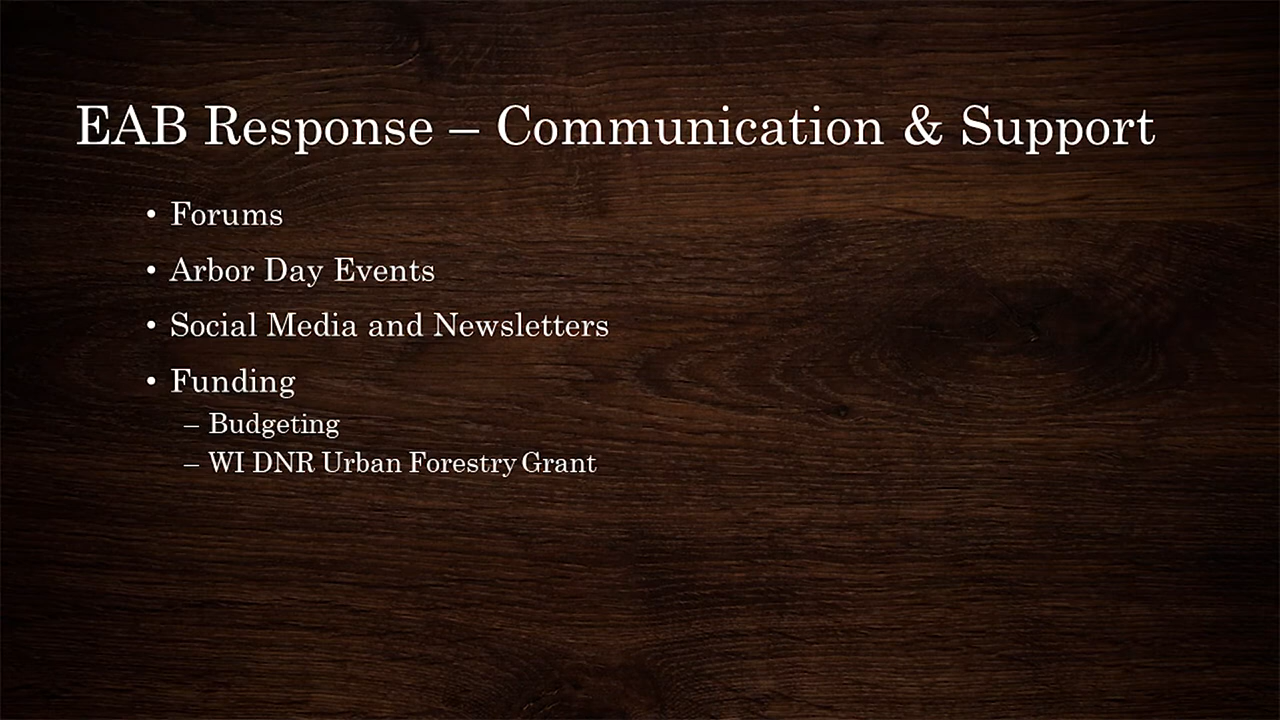 EAB Response – Communication & Support
• Forums
• Arbor Day Events
• Social Media and Newsletters
• Funding
– Budgeting
– WI DNR Urban Forestry Grant